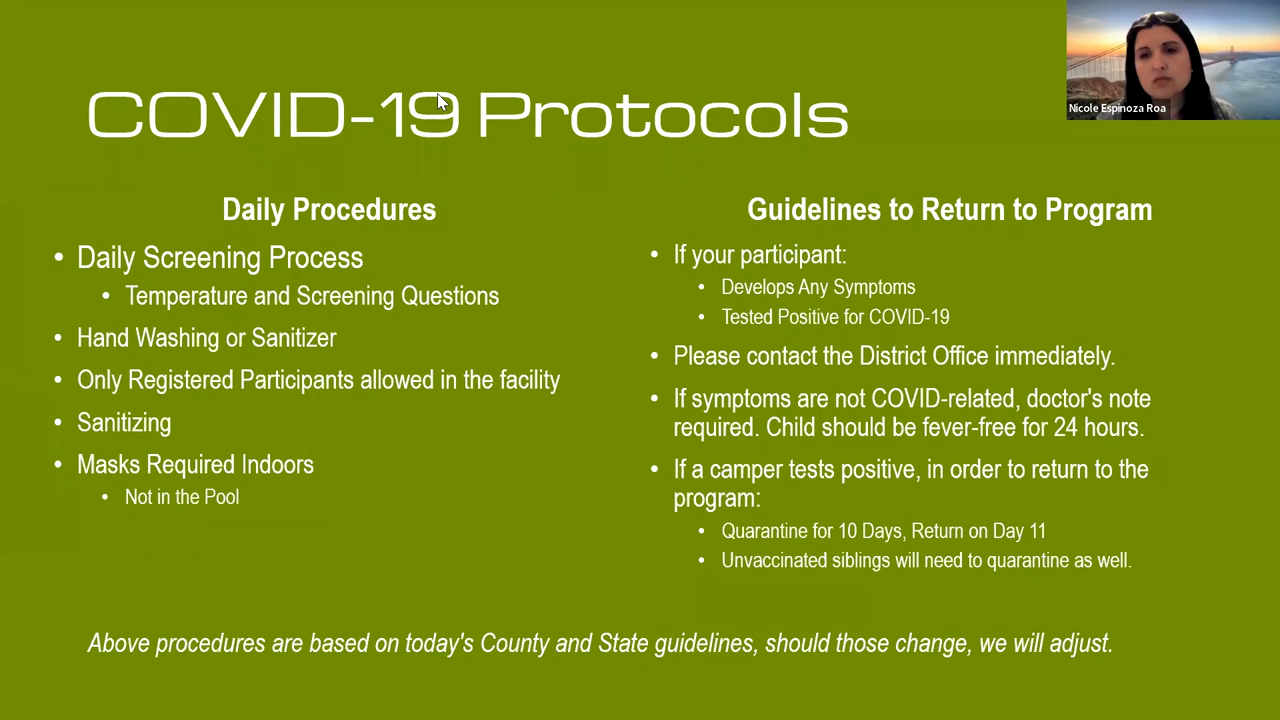 COVID-19 Protocols
Nicole Espinoza Roa
Daily Procedures
• Daily Screening Process
• Temperature and Screening Questions
• Hand Washing or Sanitizer
• Only Registered Participants allowed in the facility
• Sanitizing
• Masks Required Indoors
• Not in the Pool
Guidelines to Return to Program
• If your participant:
• Develops Any Symptoms
• Tested Positive for COVID-19
• Please contact the District Office immediately.
• If symptoms are not COVID-related, doctor's note
required. Child should be fever-free for 24 hours.
• If a camper tests positive, in order to return to the
program:
• Quarantine for 10 Days, Return on Day 11
• Unvaccinated siblings will need to quarantine as well.
Above procedures are based on today's County and State guidelines, should those change, we will adjust.